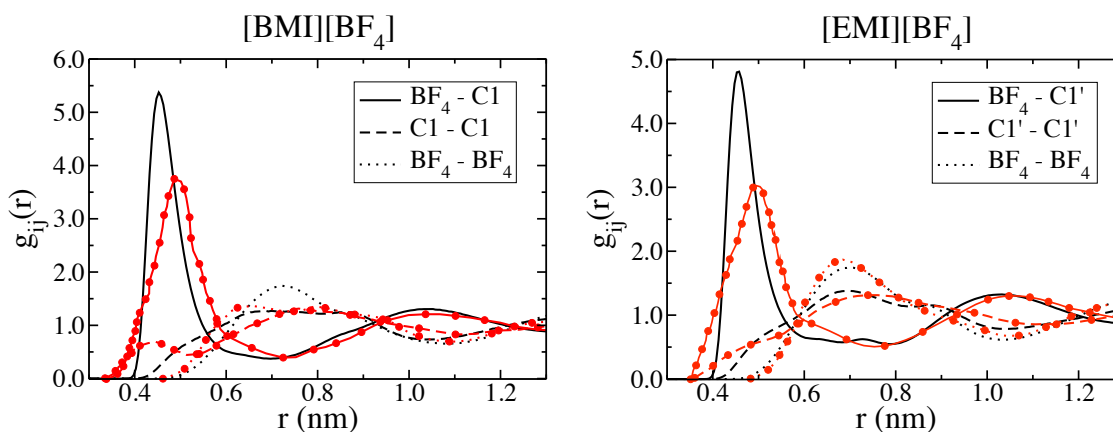 [BMI][BF4]
6.0
5.0
4.0
3.0
2.0
1.0
0.0
gij(r)
BF4 - C1
C1 - C1
BF4 - BF4
0.4 0.6 0.8 1.0 1.2
r (nm)
[EMI][BF4]
5.0
4.0
3.0
2.0
1.0
0.0
gij(r)
BF4 - C1'
C1' - C1'
BF4 - BF4
0.4 0.6 0.8 1.0 1.2
r (nm)